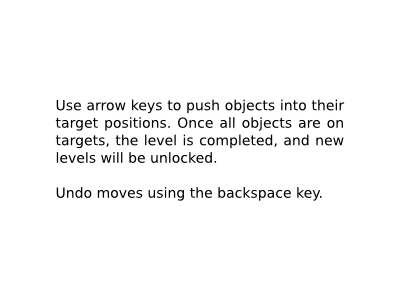 Use arrow keys to push objects into their
target positions. Once all objects are on
targets, the level is completed, and new
levels will be unlocked.
Undo moves using the backspace key.